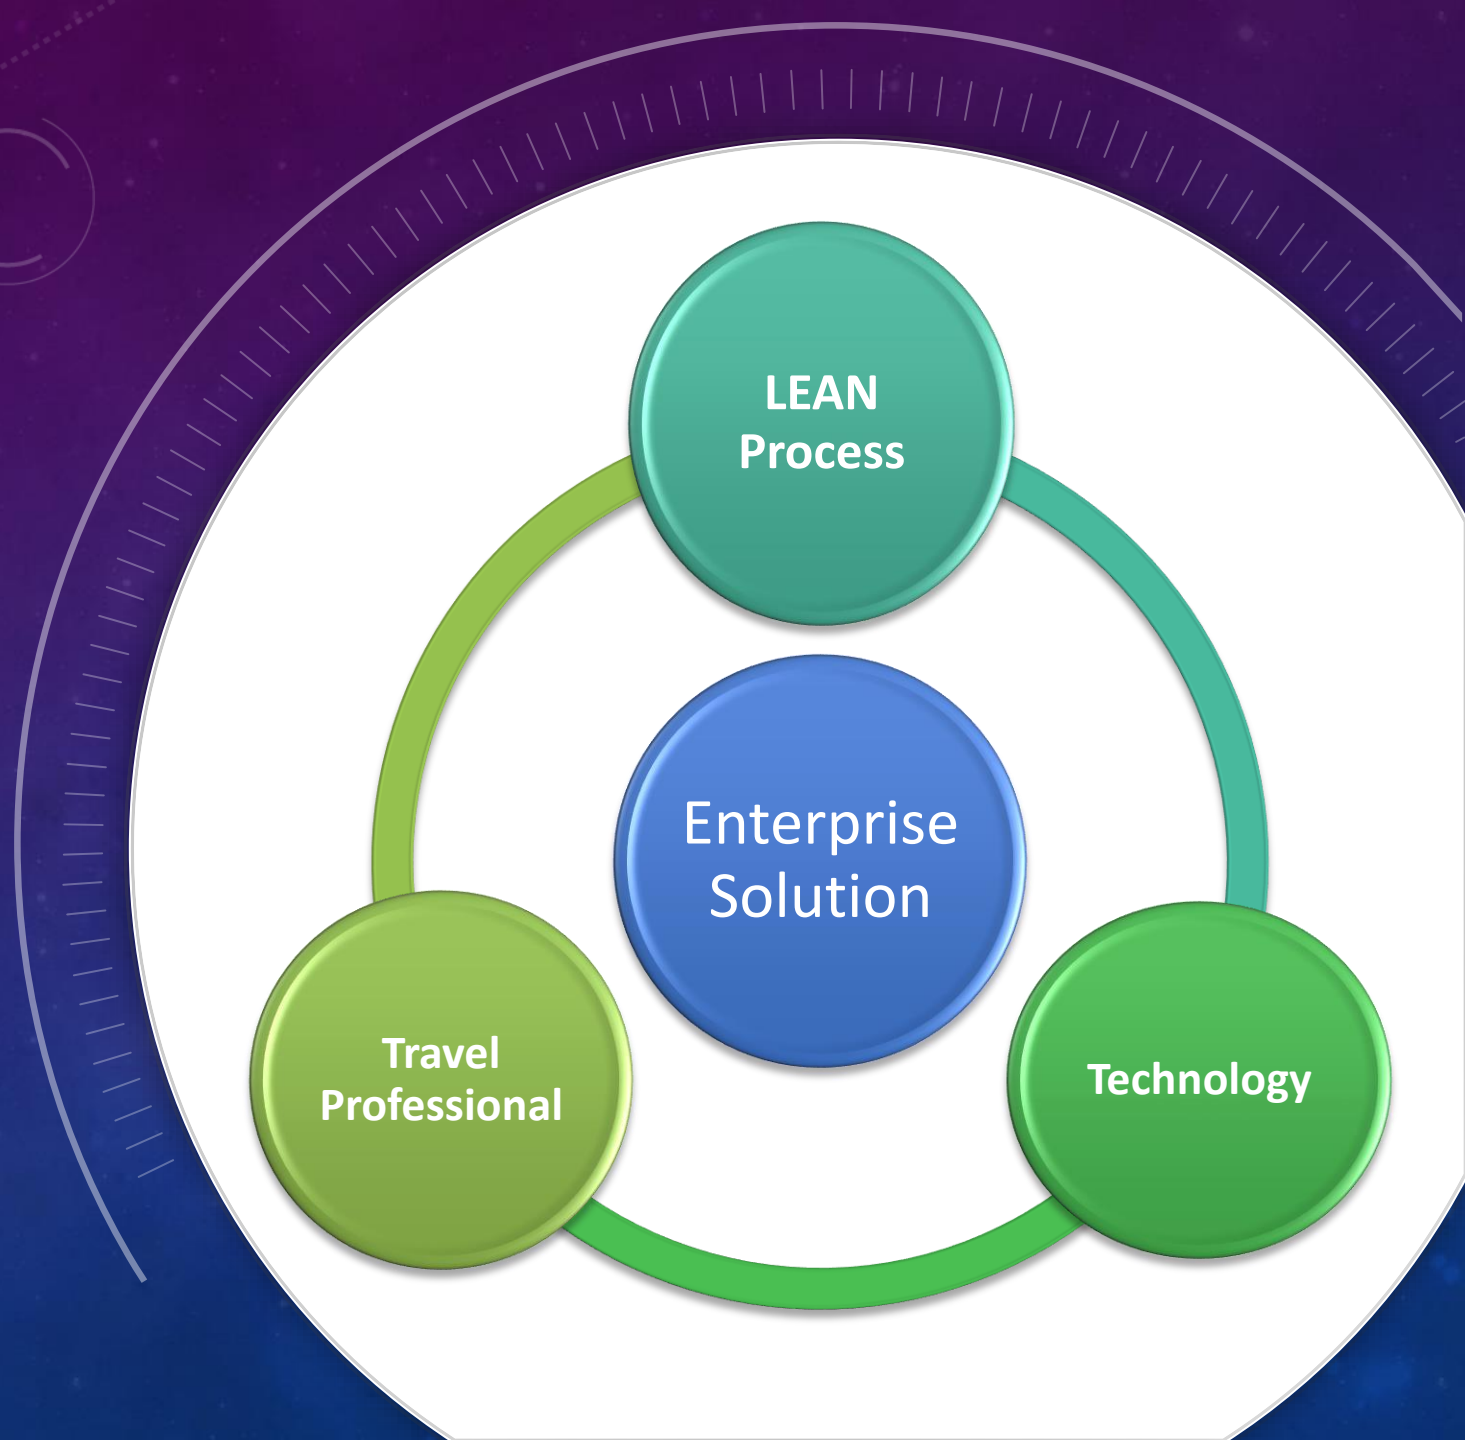 LEAN
Process
Enterprise
Solution
Travel
Professional
Technology